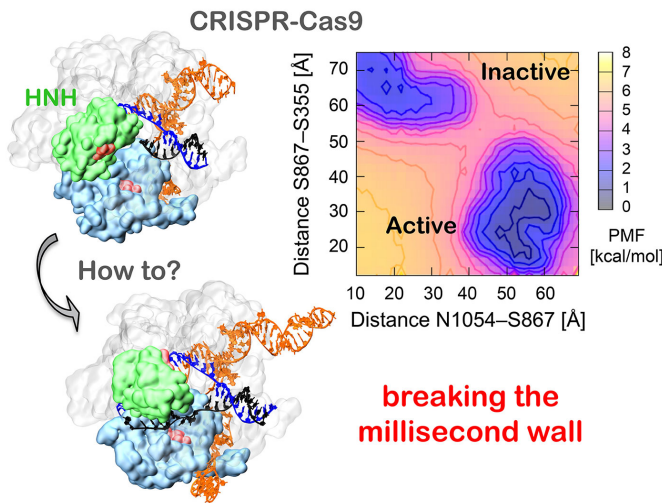 CRISPR-Cas9
HNH
How to?
Distance S867–S355 [Å]
70
60
50
40
30
20
Inactive
Active
10 20 30 40 50 60
Distance N1054–S867 [Å]
8
7
6
5
4
3
2
1
0
PMF
[kcal/mol]
breaking the
millisecond wall